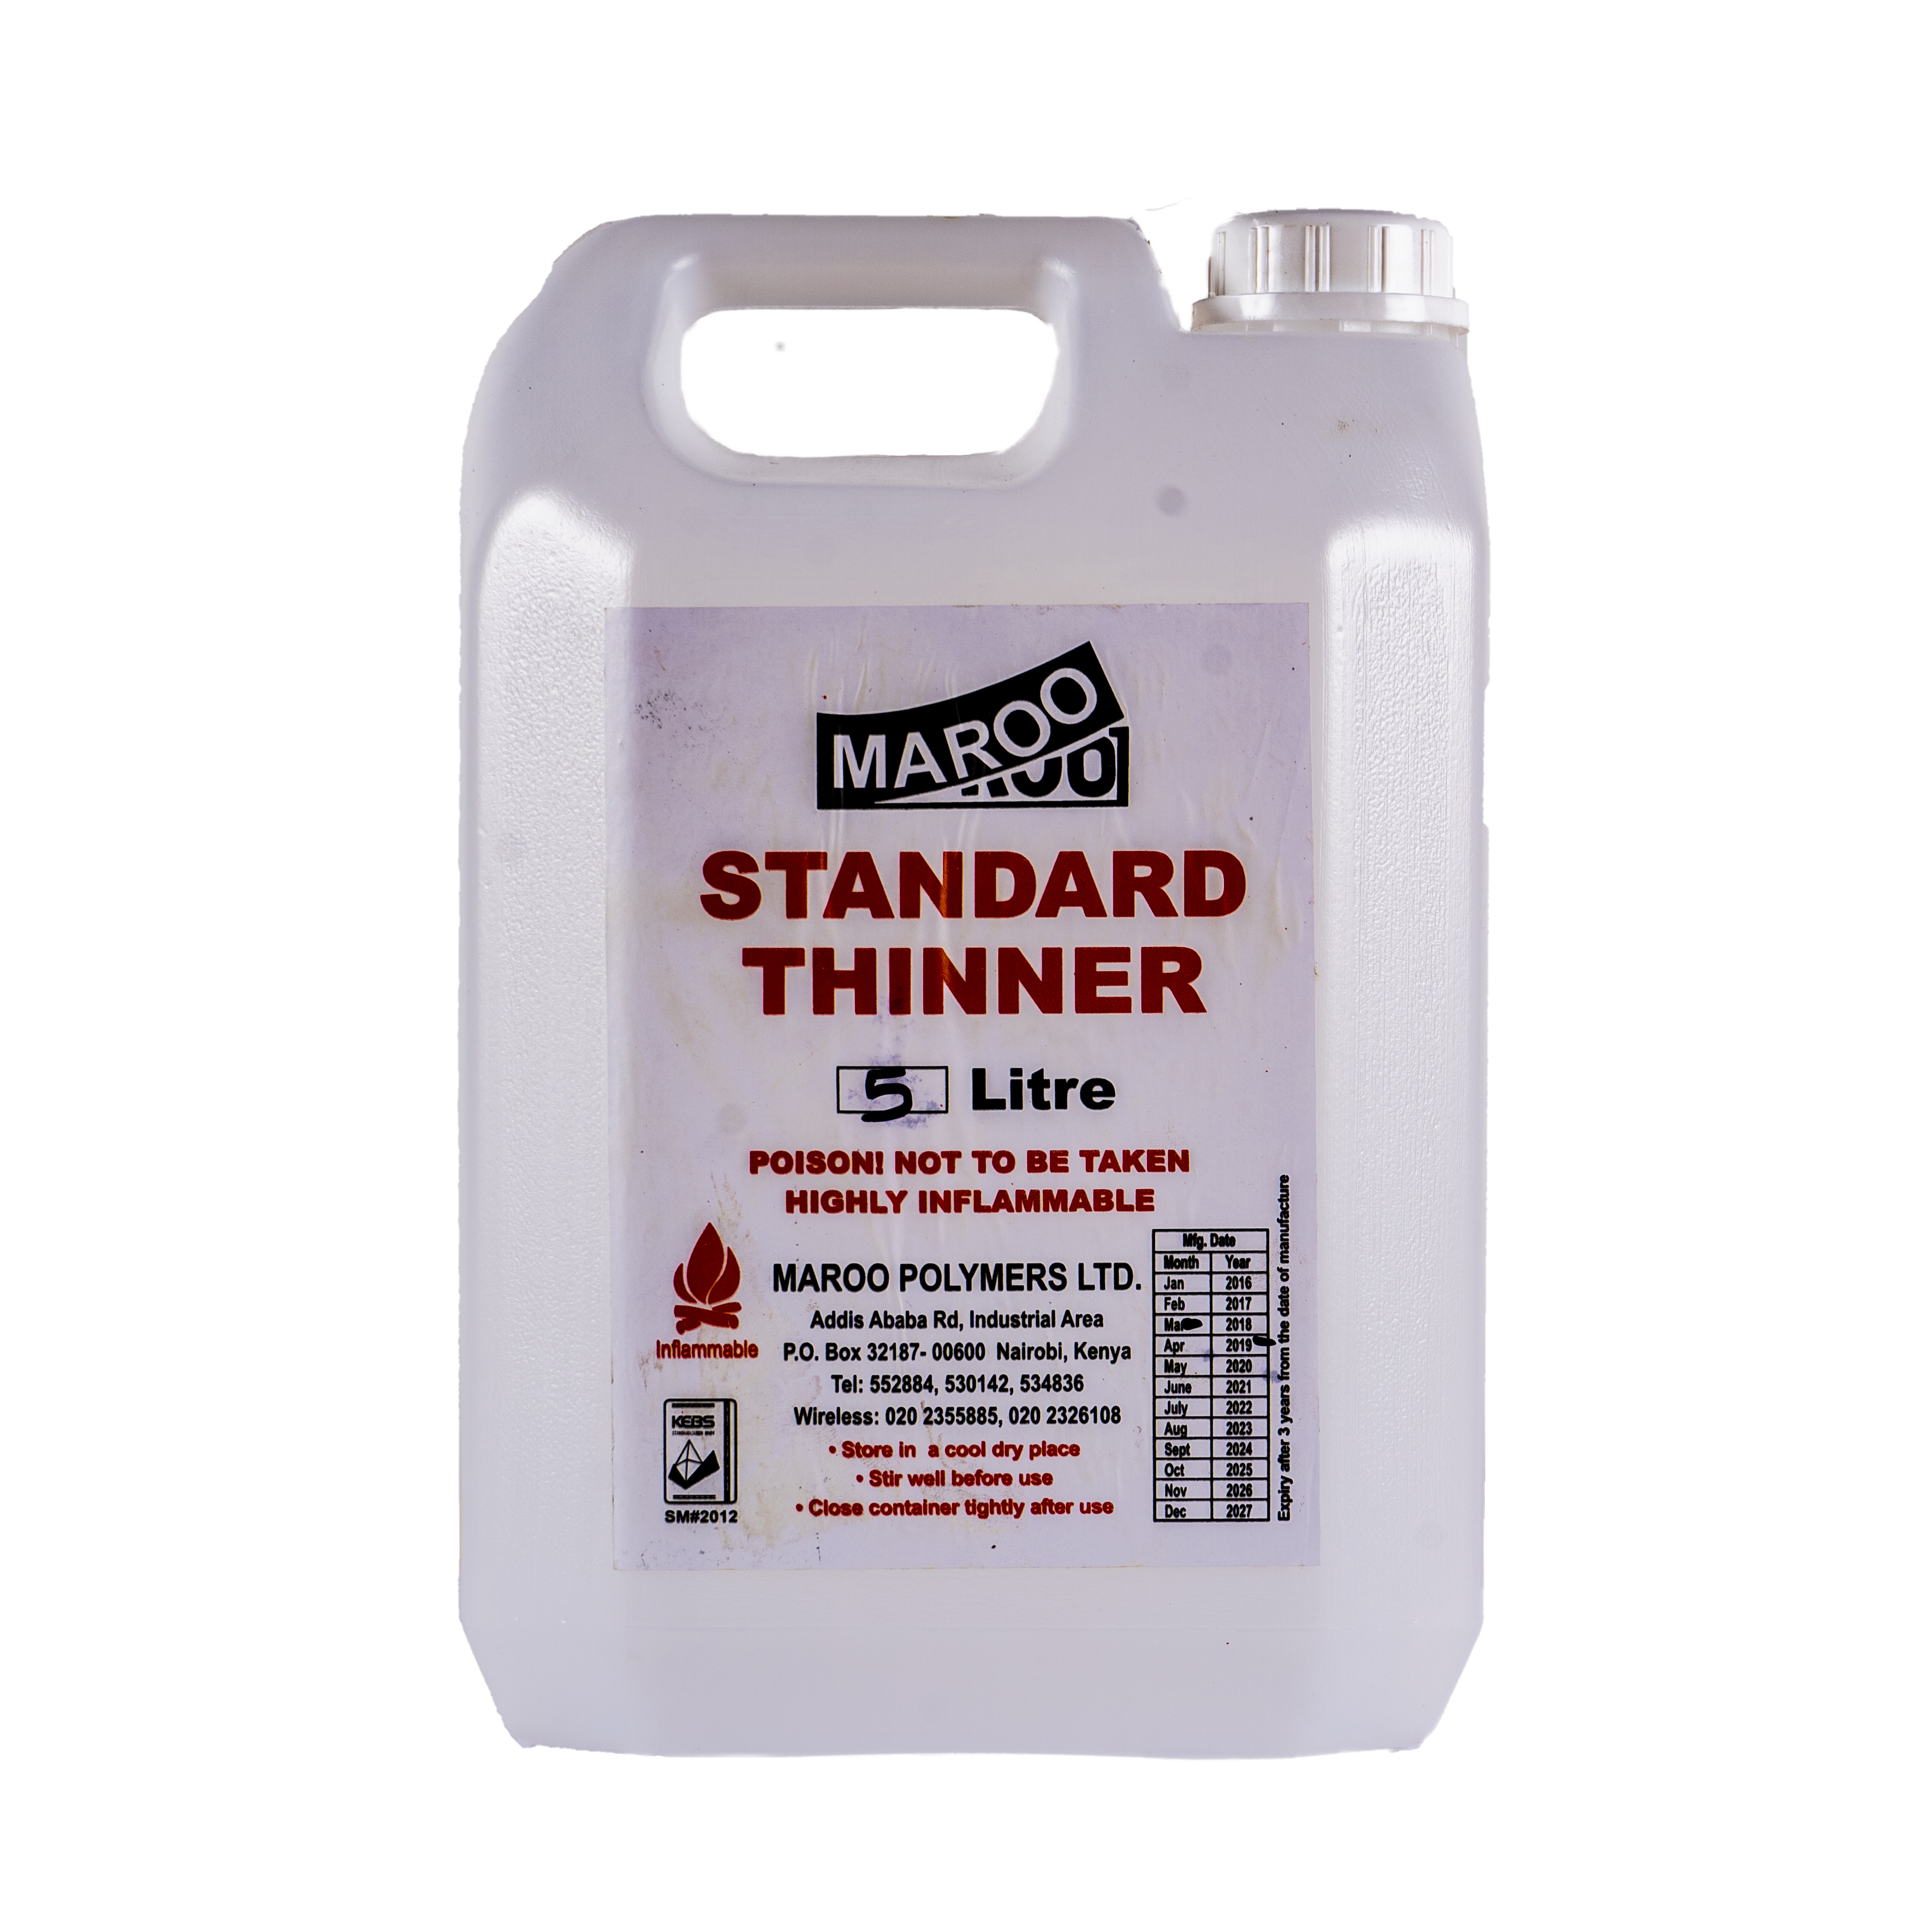 MAROO
STANDARD
THINNER
5 Litre
POISON! NOT TO BE TAKEN
HIGHLY INFLAMMABLE
Inflammable
MAROO POLYMERS LTD.
Addis Ababa Rd, Industrial Area
P.O. Box 32187- 00600 Nairobi, Kenya
Tel: 552884, 530142, 534836
Wireless: 020 2355885, 020 2326108
• Store in a cool dry place
• Stir well before use
• Close container tightly after use
KEBS
SM#2012
Mfg. Date
Month Year
Jan 2016
Feb 2017
Mar 2018
Apr 2019
May 2020
June 2021
July 2022
Aug 2023
Sept 2024
Oct 2025
Nov 2026
Dec 2027
Expiry after 3 years from the date of manufacture